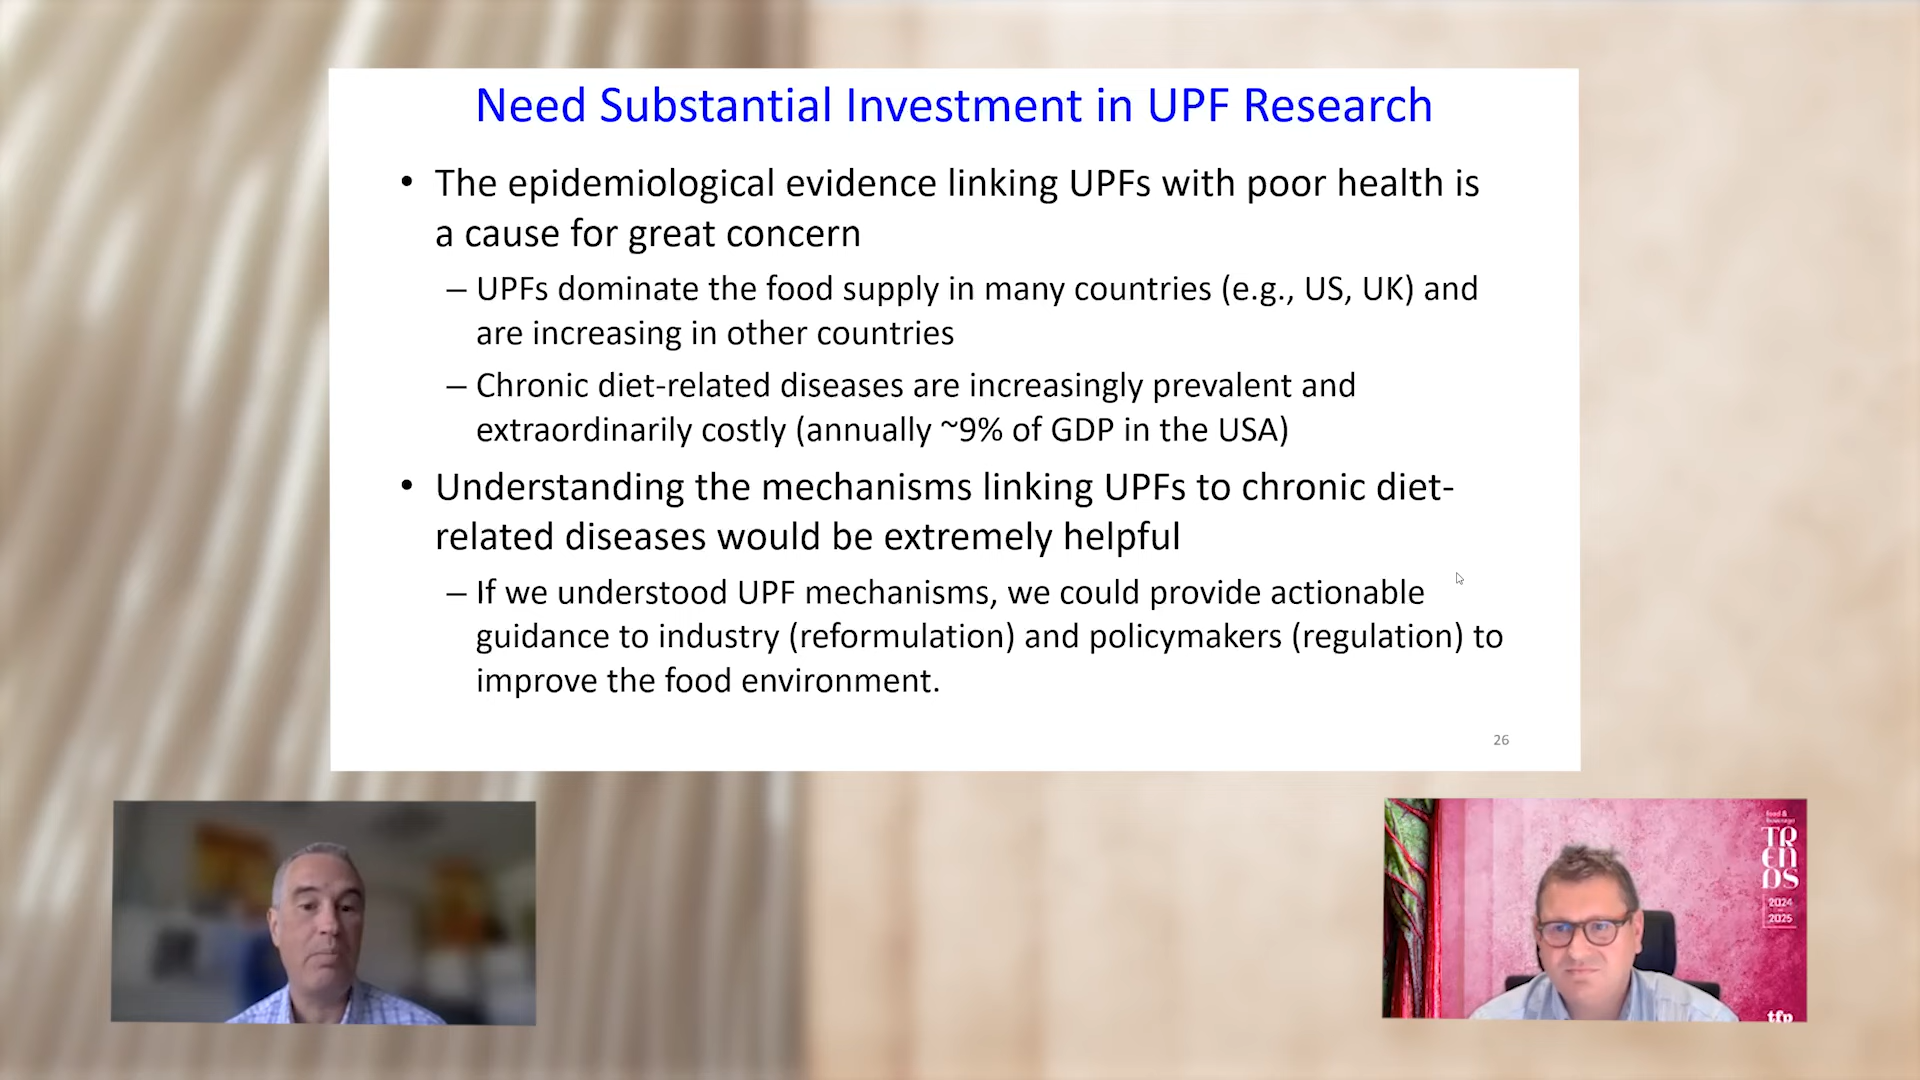 Need Substantial Investment in UPF Research
• The epidemiological evidence linking UPFs with poor health is
a cause for great concern
– UPFs dominate the food supply in many countries (e.g., US, UK) and
are increasing in other countries
– Chronic diet-related diseases are increasingly prevalent and
extraordinarily costly (annually ~9% of GDP in the USA)
• Understanding the mechanisms linking UPFs to chronic diet-
related diseases would be extremely helpful
– If we understood UPF mechanisms, we could provide actionable
guidance to industry (reformulation) and policymakers (regulation) to
improve the food environment.
26
food &
beverage
TR
EN
DS
2024
2025
tfp